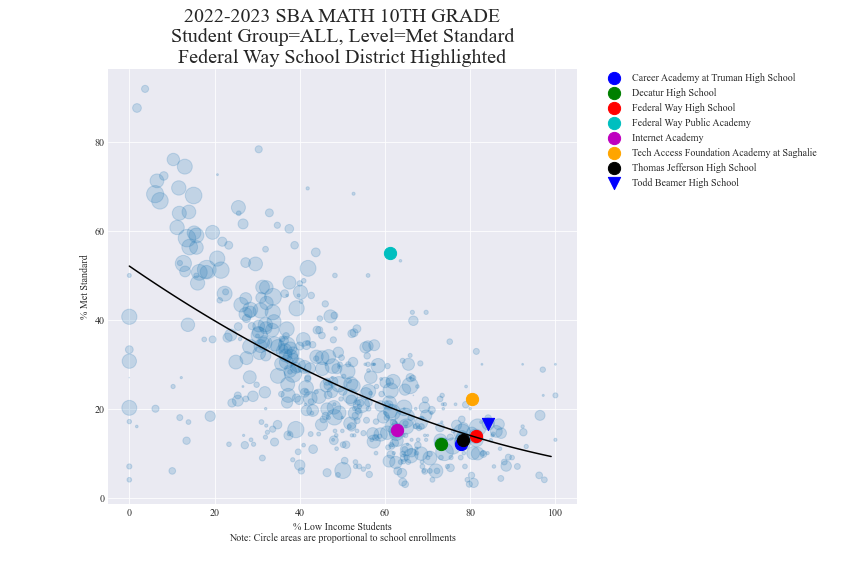 2022-2023 SBA MATH 10TH GRADE
Student Group=ALL, Level=Met Standard
Federal Way School District Highlighted
Career Academy at Truman High School
Decatur High School
Federal Way High School
Federal Way Public Academy
Internet Academy
Tech Access Foundation Academy at Saghalie
Thomas Jefferson High School
Todd Beamer High School
% Met Standard
80
60
40
20
0
0 20 40 60 80 100
% Low Income Students
Note: Circle areas are proportional to school enrollments